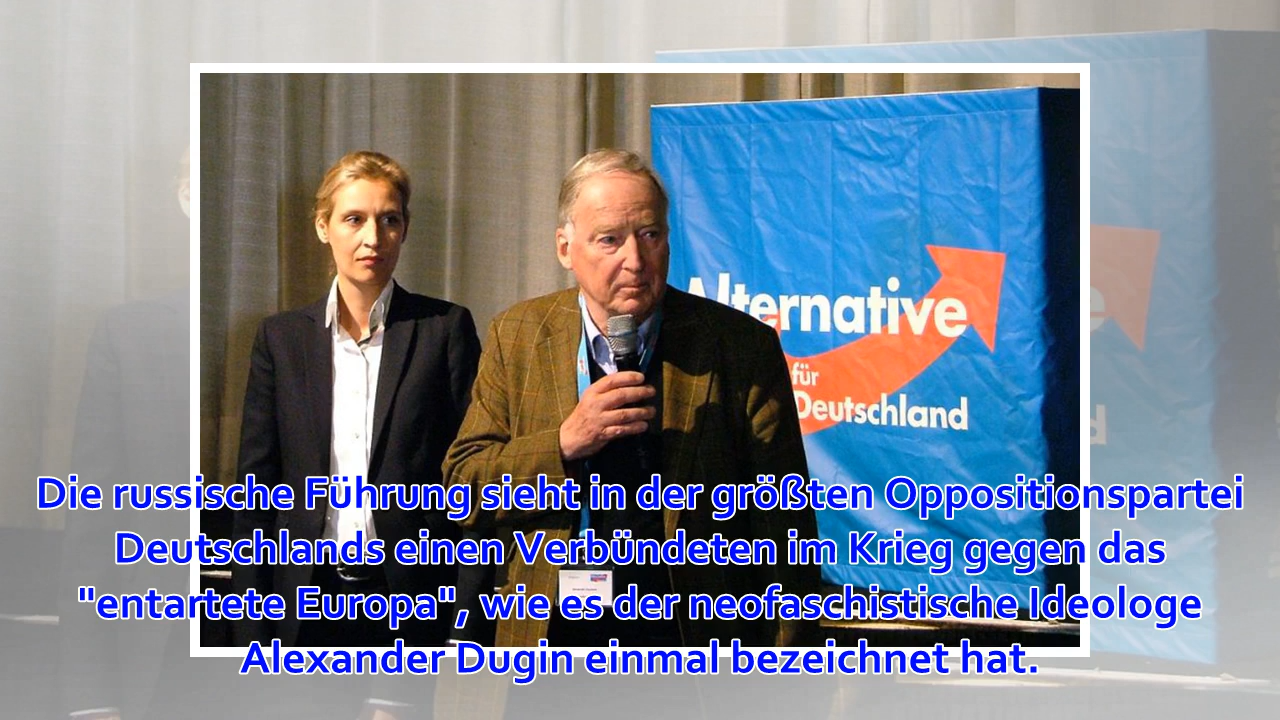 Alternative
für
Deutschland
Die russische Führung sieht in der größten Oppositionspartei
Deutschlands einen Verbündeten im Krieg gegen das
"entartete Europa", wie es der neofaschistische Ideologe
Alexander Dugin einmal bezeichnet hat.